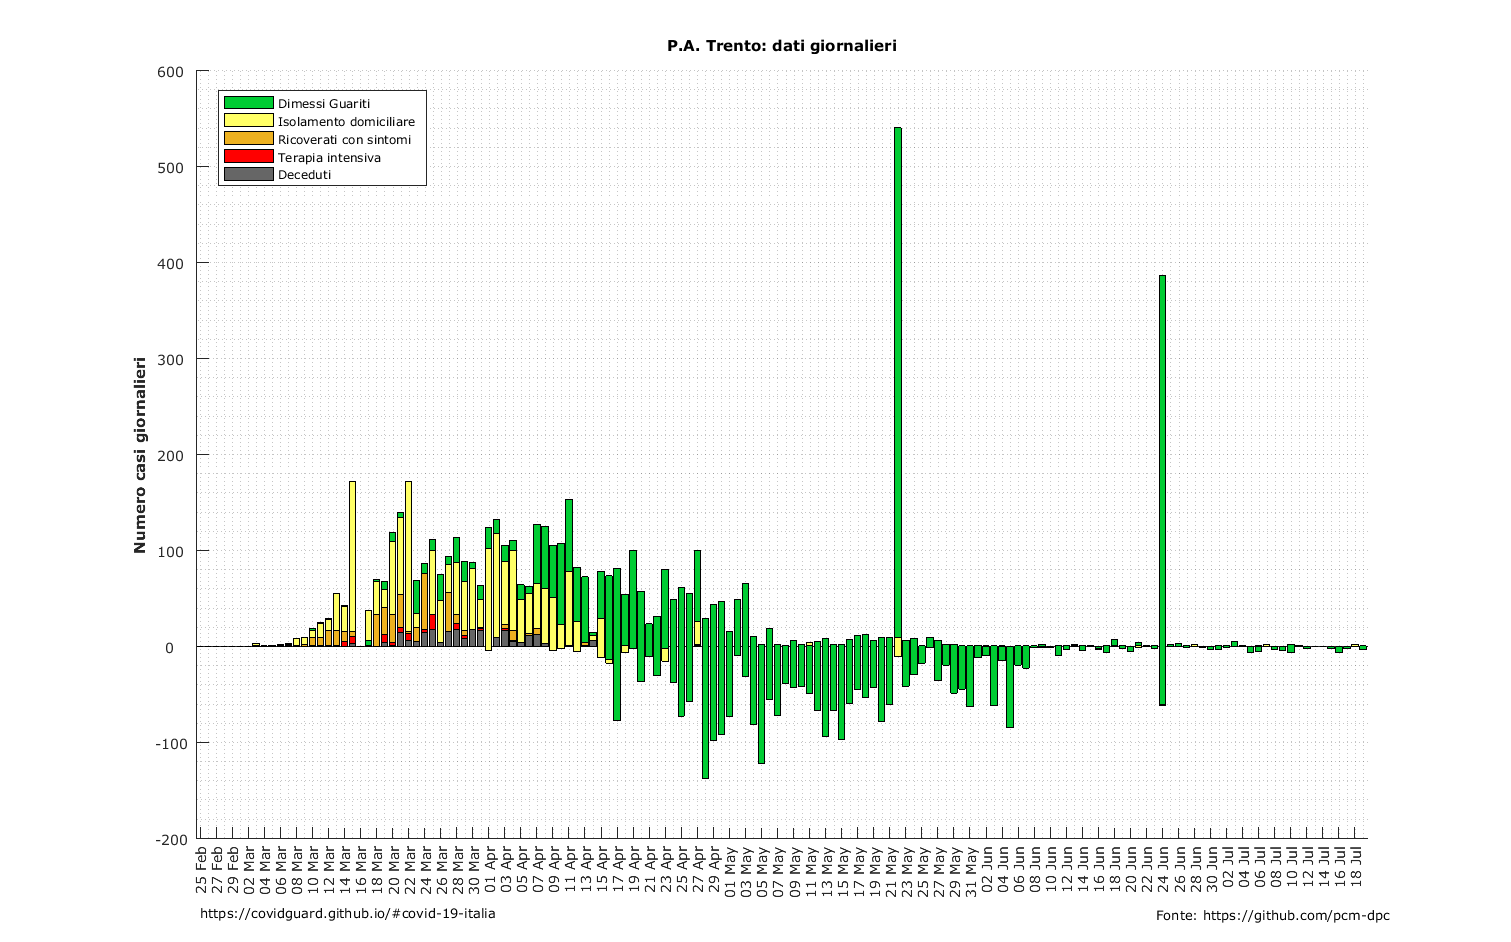 P.A. Trento: dati giornalieri
Numero casi giornalieri
600
500
400
300
200
100
0
-100
-200
Dimessi Guariti
Isolamento domiciliare
Ricoverati con sintomi
Terapia intensiva
Deceduti
25 Feb
27 Feb
29 Feb
02 Mar
04 Mar
06 Mar
08 Mar
10 Mar
12 Mar
14 Mar
16 Mar
18 Mar
20 Mar
22 Mar
24 Mar
26 Mar
28 Mar
30 Mar
01 Apr
03 Apr
05 Apr
07 Apr
09 Apr
11 Apr
13 Apr
15 Apr
17 Apr
19 Apr
21 Apr
23 Apr
25 Apr
27 Apr
29 Apr
01 May
03 May
05 May
07 May
09 May
11 May
13 May
15 May
17 May
19 May
21 May
23 May
25 May
27 May
29 May
31 May
02 Jun
04 Jun
06 Jun
08 Jun
10 Jun
12 Jun
14 Jun
16 Jun
18 Jun
20 Jun
22 Jun
24 Jun
26 Jun
28 Jun
30 Jun
02 Jul
04 Jul
06 Jul
08 Jul
10 Jul
12 Jul
14 Jul
16 Jul
18 Jul
https://covidguard.github.io/#covid-19-italia
Fonte: https://github.com/pcm-dpc